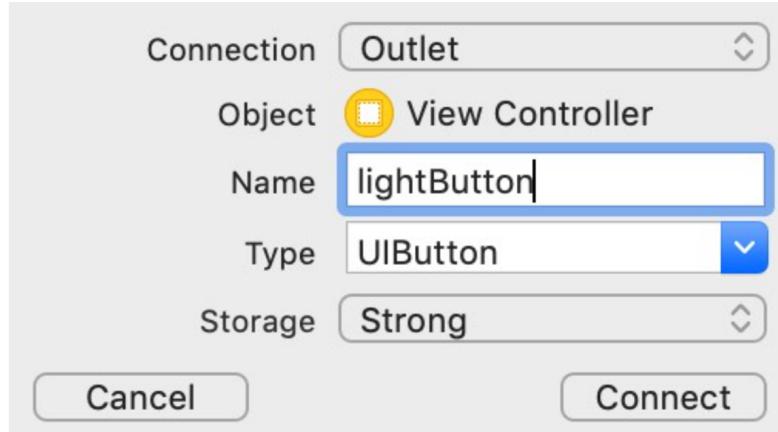 Connection Outlet
Object View Controller
Name lightButton
Type UIButton
Storage Strong
Cancel Connect